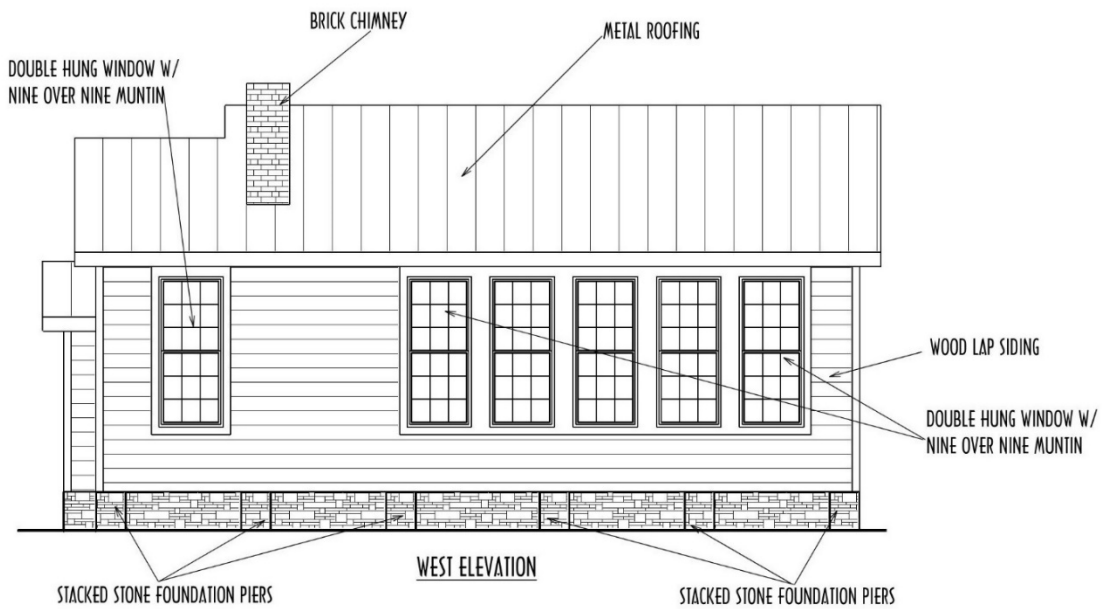 BRICK CHIMNEY
METAL ROOFING
DOUBLE HUNG WINDOW W/
NINE OVER NINE MUNTIN
WOOD LAP SIDING
DOUBLE HUNG WINDOW W/
NINE OVER NINE MUNTIN
WEST ELEVATION
STACKED STONE FOUNDATION PIERS
STACKED STONE FOUNDATION PIERS